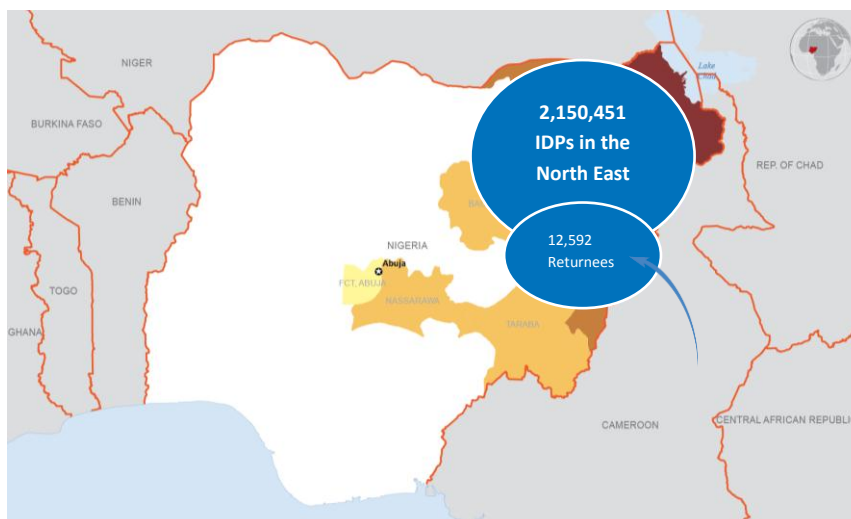 NIGER
Lake
Chad
2,150,451
IDPs in the
North East
BURKINA FASO
REP. OF CHAD
BENIN
12,592
Returnees
NIGERIA
Abuja
FCT, ABUJA
NASSARAWA
TOGO
TARABA
GHANA
CAMEROON
CENTRAL AFRICAN REPUBLIC